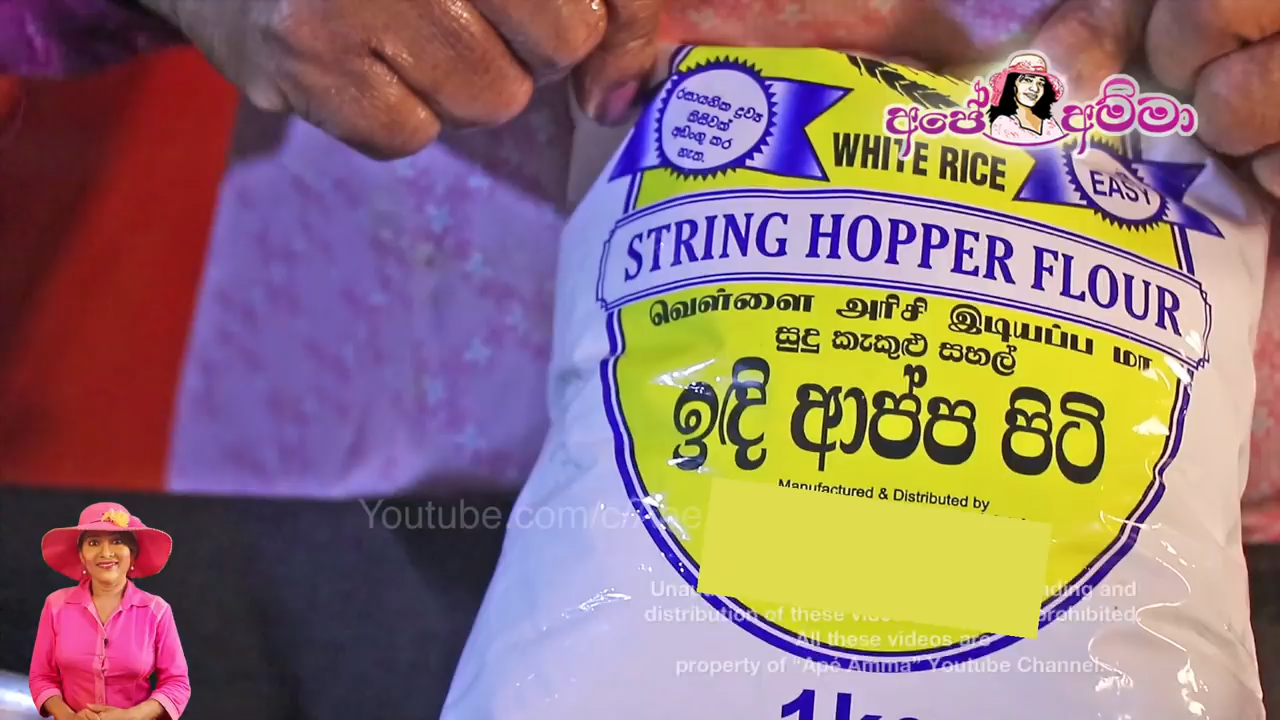 අපේ අම්මා
රසායනික ද්‍රව්‍ය
කිසිවක්
අඩංගු කර
නැත.
WHITE RICE
EASY
STRING HOPPER FLOUR
வெள்ளை அரிசி இடியப்ப மா
සුදු කැකුළු සහල්
ඉඳි ආප්ප පිටි
Manufactured & Distributed by
Youtube.com/c/
distribution of these
prohibited.
All these videos are
property of “Apé Amma” Youtube Channel.
1kg